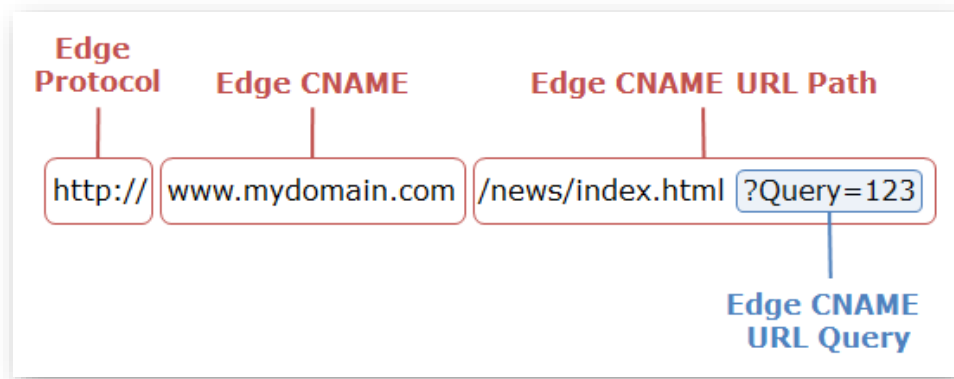 Edge
Protocol
Edge CNAME
Edge CNAME URL Path
http://
www.mydomain.com
/news/index.html
?Query=123
Edge CNAME
URL Query